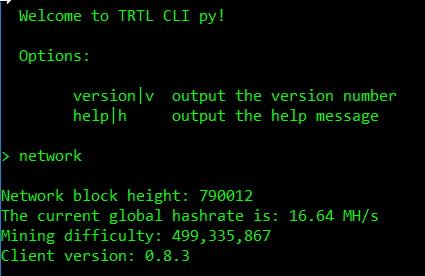 Welcome to TRTL CLI py!
Options:
version|v output the version number
help|h output the help message
> network
Network block height: 790012
The current global hashrate is: 16.64 MH/s
Mining difficulty: 499,335,867
Client version: 0.8.3